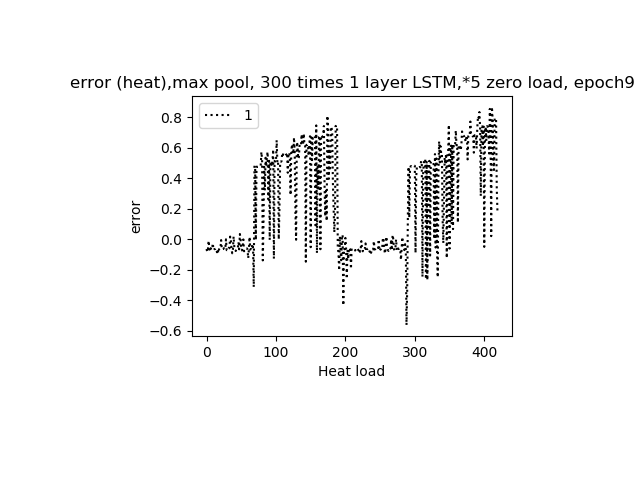 error (heat),max pool, 300 times 1 layer LSTM,*5 zero load, epoch9
1
error
0.8
0.6
0.4
0.2
0.0
−0.2
−0.4
−0.6
0 100 200 300 400
Heat load